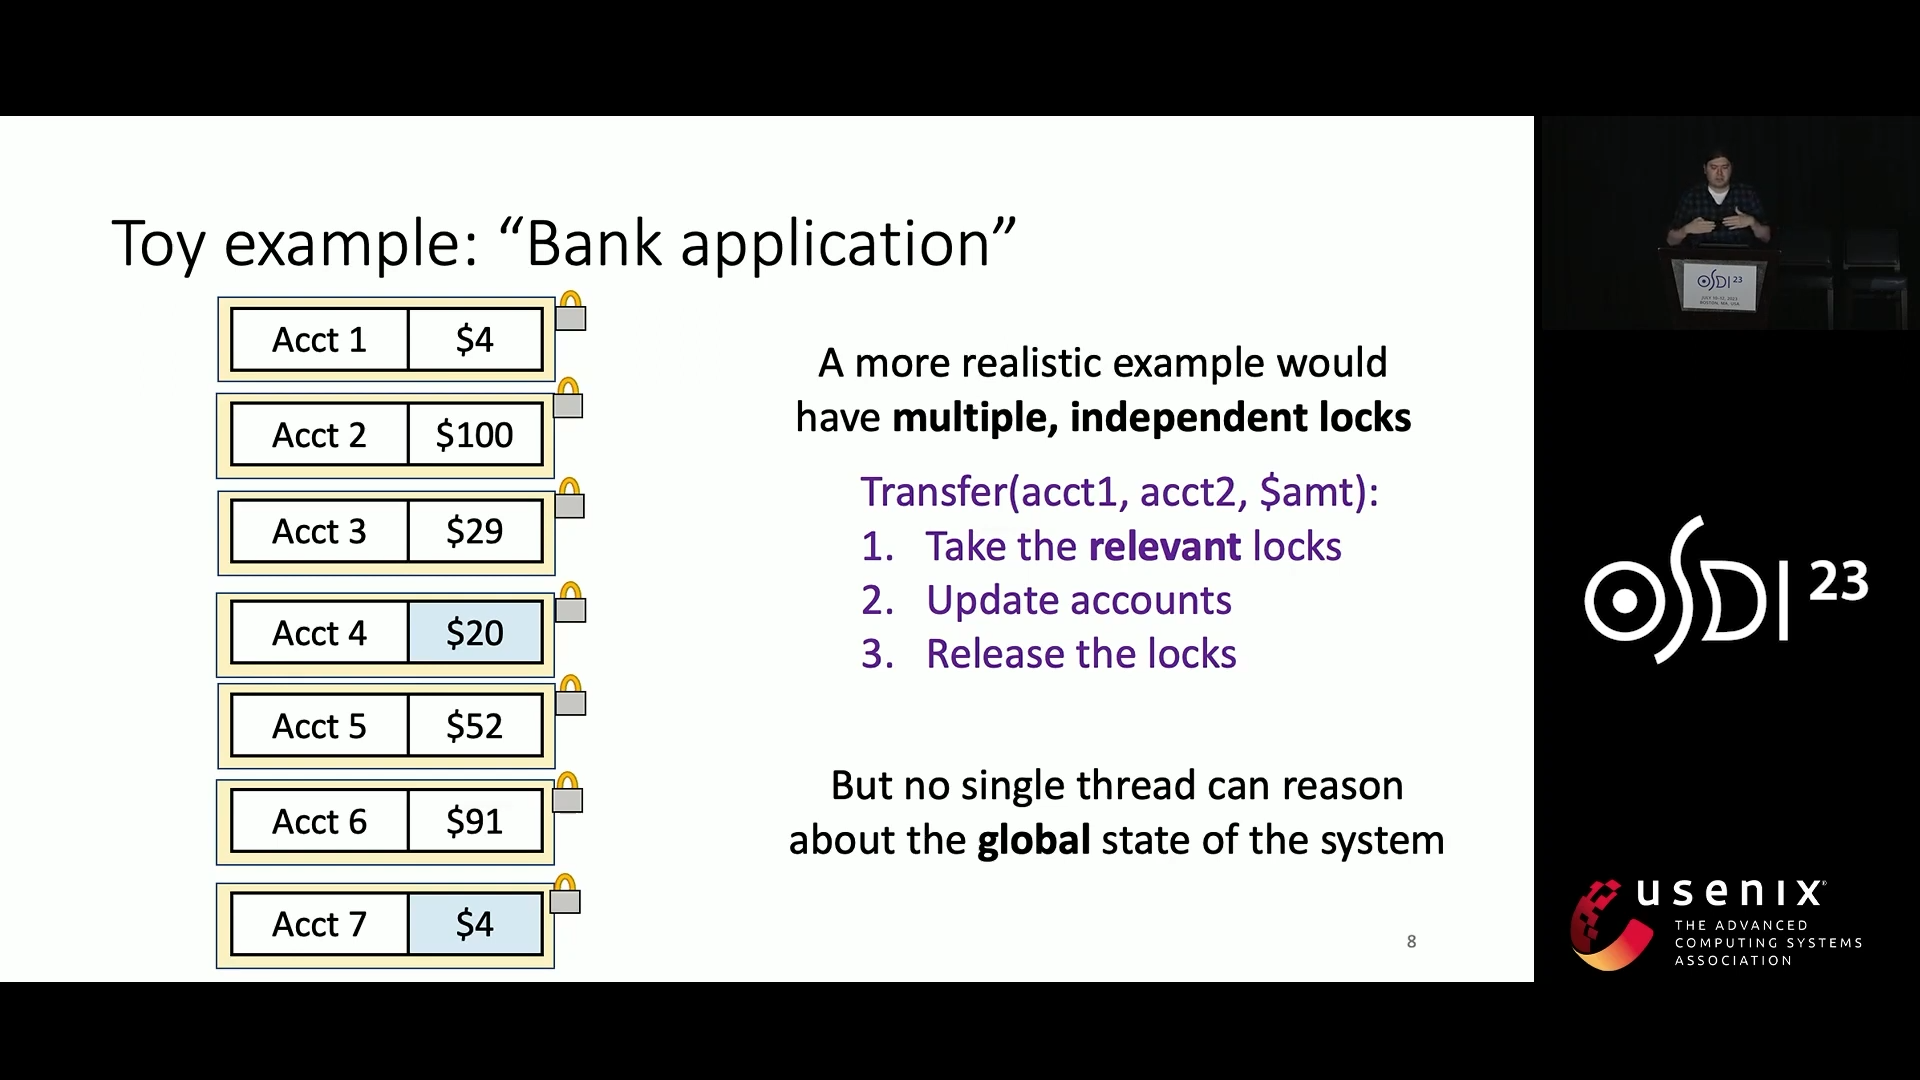 Toy example: “Bank application”
Acct 1 $4
Acct 2 $100
Acct 3 $29
Acct 4 $20
Acct 5 $52
Acct 6 $91
Acct 7 $4
A more realistic example would
have multiple, independent locks
Transfer(acct1, acct2, $amt):
1. Take the relevant locks
2. Update accounts
3. Release the locks
But no single thread can reason
about the global state of the system
8
OSDI 23
OSDI 23
usenix
THE ADVANCED
COMPUTING SYSTEMS
ASSOCIATION